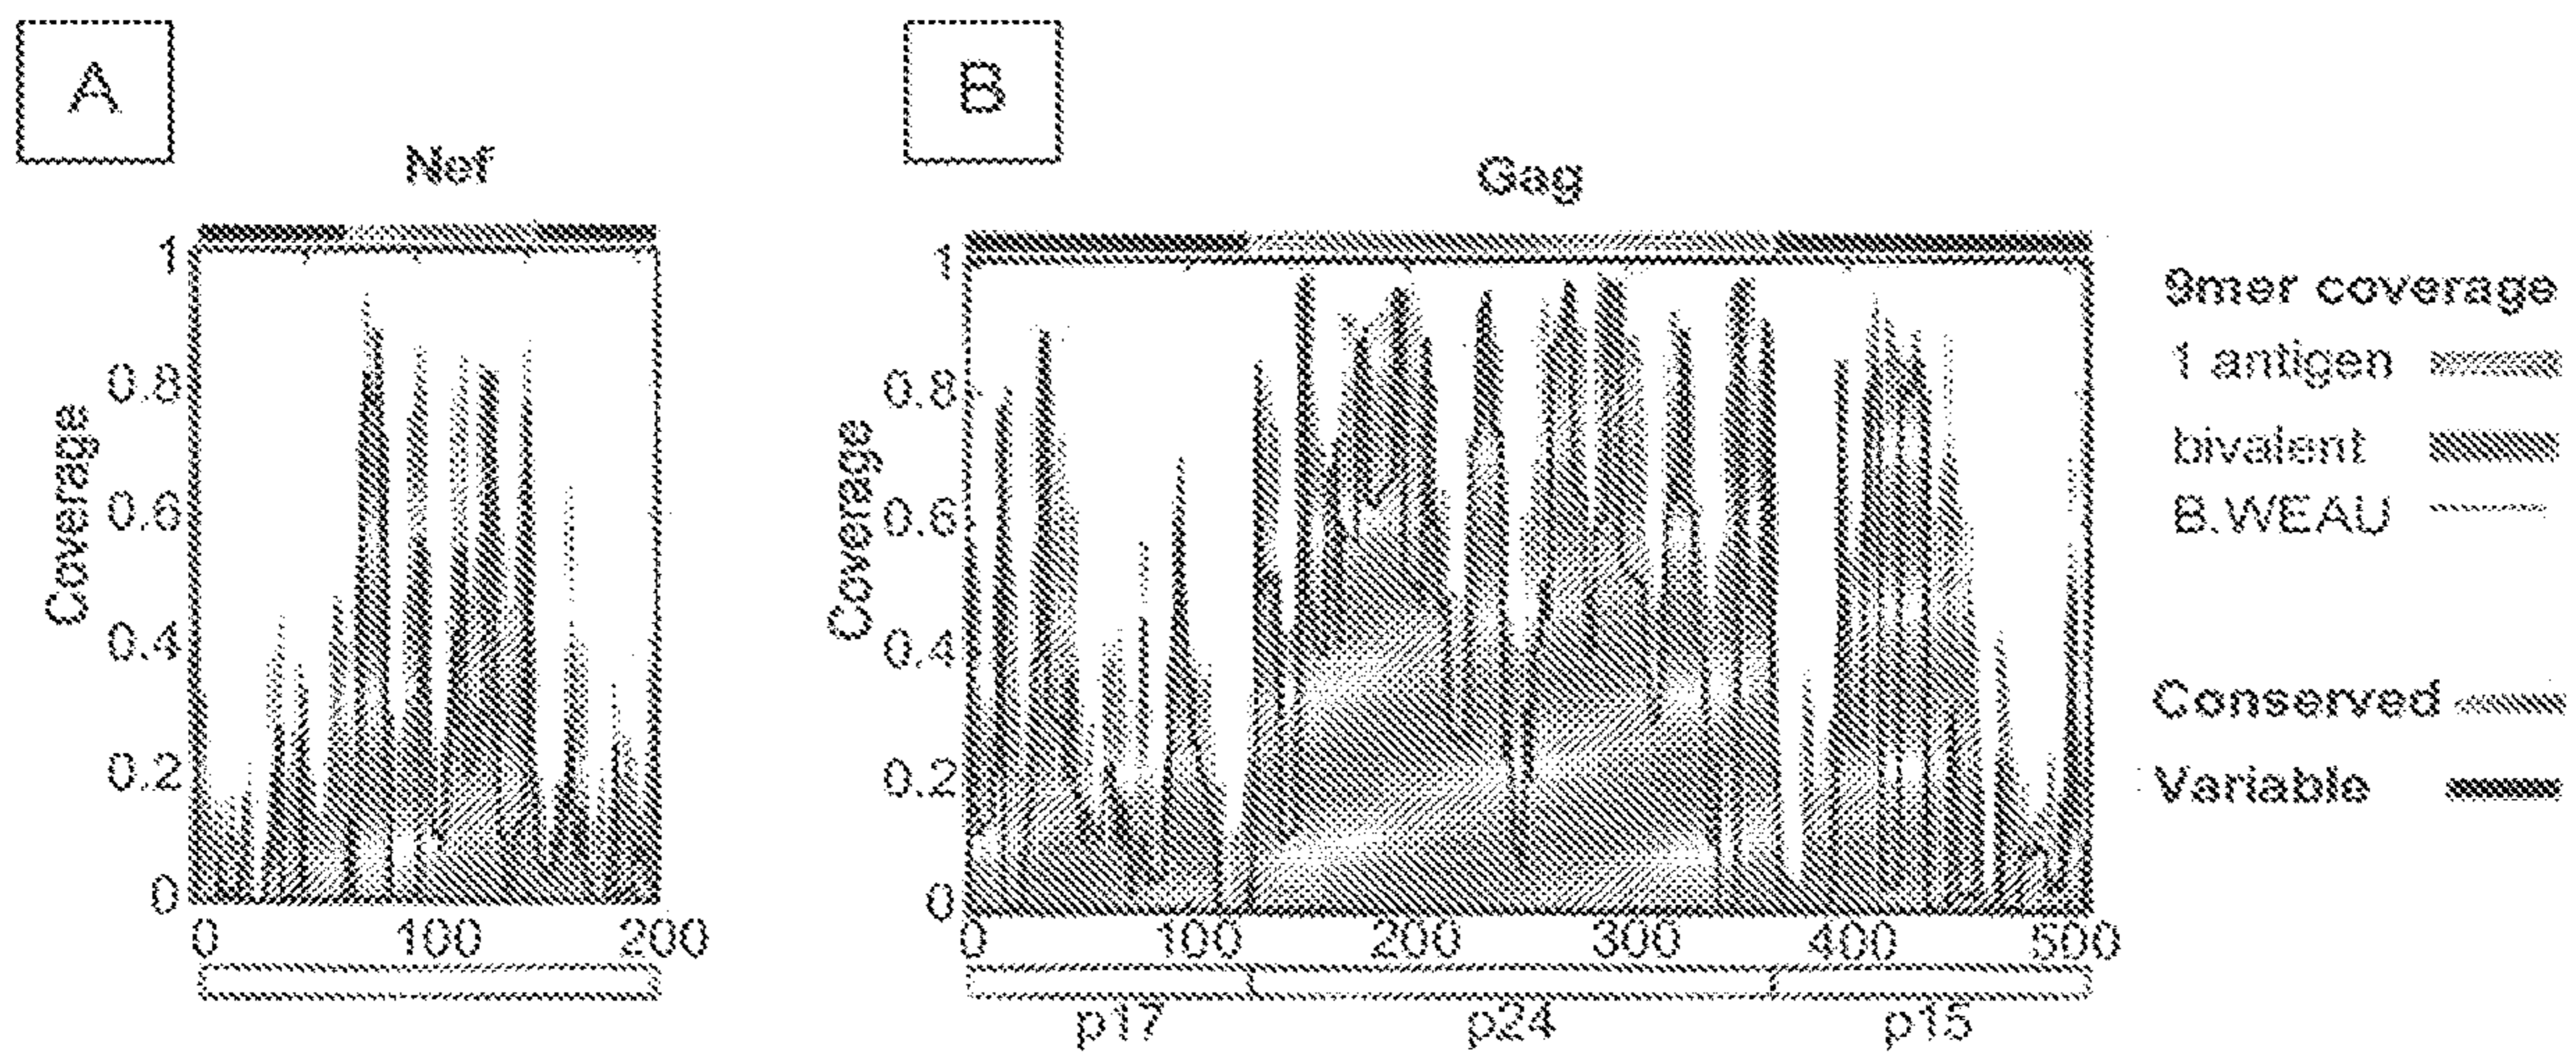 A
B
Nef
Gag
Coverage
1
0.8
0.6
0.4
0.2
0
0 100 200
Coverage
1
0.8
0.6
0.4
0.2
0
0 100 200 300 400 500
p17 p24 p15
9mer coverage
1 antigen
bivalent
B.WEAU
Conserved
Variable